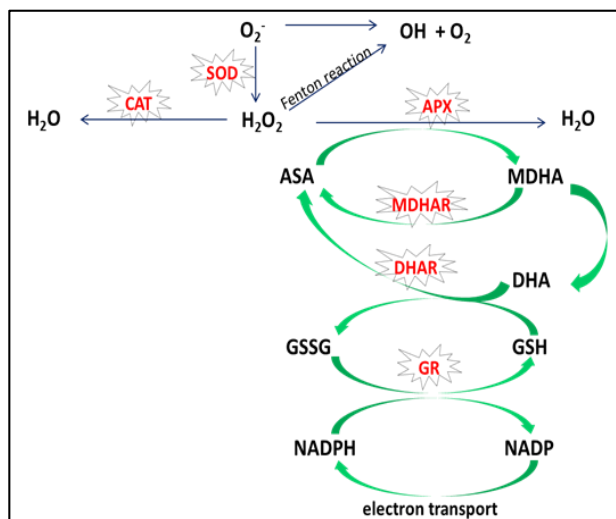 O₂⁻ OH + O₂
SOD
Fenton reaction
CAT APX
H₂O H₂O₂ H₂O
ASA MDHA
MDHAR
DHAR DHA
GSSG GSH
GR
NADPH NADP
electron transport